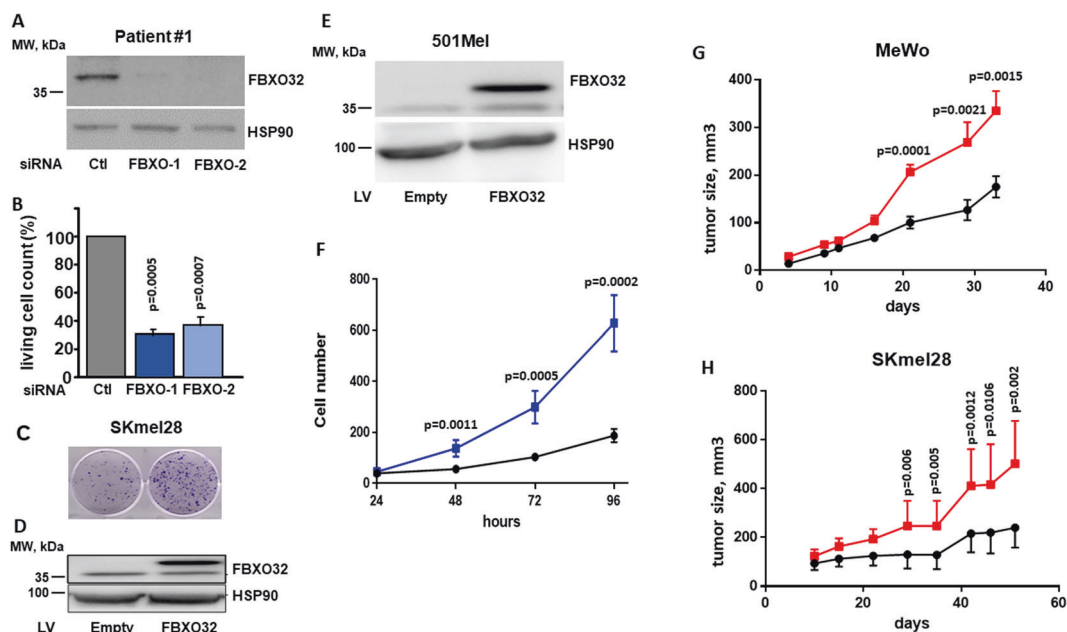 A
Patient #1
MW, kDa
FBXO32
35
HSP90
siRNA Ctl FBXO-1 FBXO-2
B
living cell count (%)
100
80
60
40
20
0
p=0.0005
p=0.0007
siRNA Ctl FBXO-1 FBXO-2
C
SKmel28
D
MW, kDa
FBXO32
35
100
HSP90
LV Empty FBXO32
E
501Mel
MW, kDa
FBXO32
35
100
HSP90
LV Empty FBXO32
F
Cell number
800
600
400
200
0
p=0.0011
p=0.0005
p=0.0002
24 48 72 96
hours
G
MeWo
tumor size, mm3
400
300
200
100
0
p=0.0001
p=0.0021
p=0.0015
0 10 20 30 40
days
H
SKmel28
tumor size, mm3
800
600
400
200
0
p=0.006
p=0.005
p=0.0012
p=0.0106
p=0.002
0 20 40 60
days